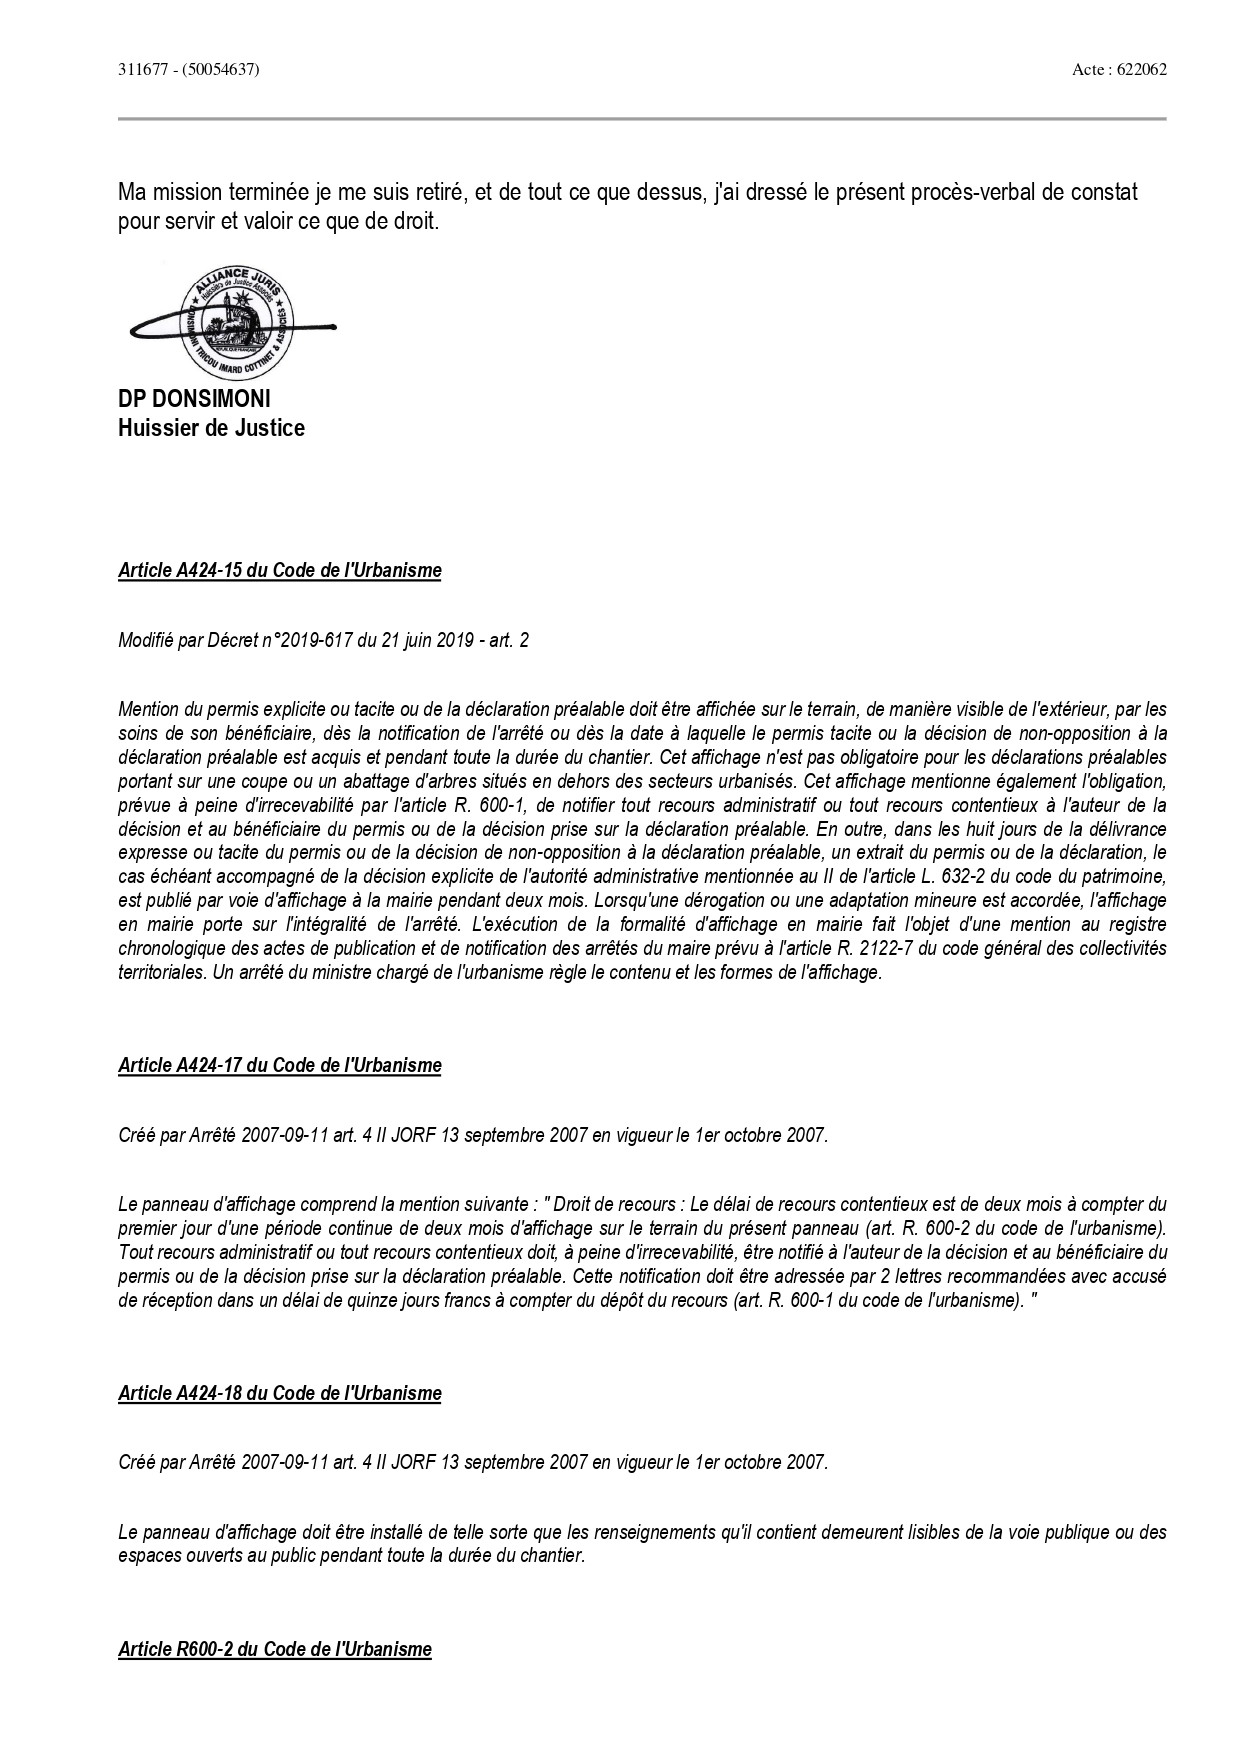 311677 - (50054637)
Acte : 622062
Ma mission terminée je me suis retiré, et de tout ce que dessus, j'ai dressé le présent procès-verbal de constat
pour servir et valoir ce que de droit.
ALLIANCE JURIS
Huissiers de Justice Associés
REPUBLIQUE FRANCAISE
DONSIMONI TRICOU IMARD COTTINET & ASSOCIES
DP DONSIMONI
Huissier de Justice
Article A424-15 du Code de l'Urbanisme
Modifié par Décret n°2019-617 du 21 juin 2019 - art. 2
Mention du permis explicite ou tacite ou de la déclaration préalable doit être affichée sur le terrain, de manière visible de l'extérieur, par les
soins de son bénéficiaire, dès la notification de l'arrêté ou dès la date à laquelle le permis tacite ou la décision de non-opposition à la
déclaration préalable est acquis et pendant toute la durée du chantier. Cet affichage n'est pas obligatoire pour les déclarations préalables
portant sur une coupe ou un abattage d'arbres situés en dehors des secteurs urbanisés. Cet affichage mentionne également l'obligation,
prévue à peine d'irrecevabilité par l'article R. 600-1, de notifier tout recours administratif ou tout recours contentieux à l'auteur de la
décision et au bénéficiaire du permis ou de la décision prise sur la déclaration préalable. En outre, dans les huit jours de la délivrance
expresse ou tacite du permis ou de la décision de non-opposition à la déclaration préalable, un extrait du permis ou de la déclaration, le
cas échéant accompagné de la décision explicite de l'autorité administrative mentionnée au II de l'article L. 632-2 du code du patrimoine,
est publié par voie d'affichage à la mairie pendant deux mois. Lorsqu'une dérogation ou une adaptation mineure est accordée, l'affichage
en mairie porte sur l'intégralité de l'arrêté. L'exécution de la formalité d'affichage en mairie fait l'objet d'une mention au registre
chronologique des actes de publication et de notification des arrêtés du maire prévu à l'article R. 2122-7 du code général des collectivités
territoriales. Un arrêté du ministre chargé de l'urbanisme règle le contenu et les formes de l'affichage.
Article A424-17 du Code de l'Urbanisme
Créé par Arrêté 2007-09-11 art. 4 II JORF 13 septembre 2007 en vigueur le 1er octobre 2007.
Le panneau d'affichage comprend la mention suivante : " Droit de recours : Le délai de recours contentieux est de deux mois à compter du
premier jour d'une période continue de deux mois d'affichage sur le terrain du présent panneau (art. R. 600-2 du code de l'urbanisme).
Tout recours administratif ou tout recours contentieux doit, à peine d'irrecevabilité, être notifié à l'auteur de la décision et au bénéficiaire du
permis ou de la décision prise sur la déclaration préalable. Cette notification doit être adressée par 2 lettres recommandées avec accusé
de réception dans un délai de quinze jours francs à compter du dépôt du recours (art. R. 600-1 du code de l'urbanisme). "
Article A424-18 du Code de l'Urbanisme
Créé par Arrêté 2007-09-11 art. 4 II JORF 13 septembre 2007 en vigueur le 1er octobre 2007.
Le panneau d'affichage doit être installé de telle sorte que les renseignements qu'il contient demeurent lisibles de la voie publique ou des
espaces ouverts au public pendant toute la durée du chantier.
Article R600-2 du Code de l'Urbanisme